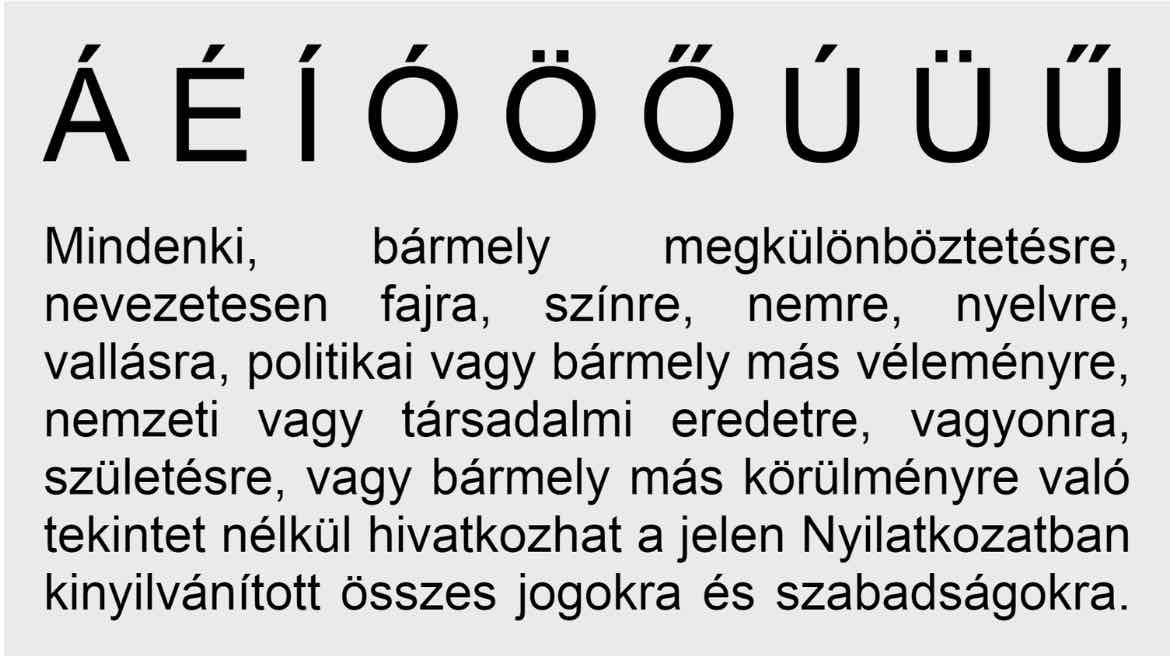 Á É Í Ó Ö Ő Ú Ü Ű
Mindenki, bármely megkülönböztetésre,
nevezetesen fajra, színre, nemre, nyelvre,
vallásra, politikai vagy bármely más véleményre,
nemzeti vagy társadalmi eredetre, vagyonra,
születésre, vagy bármely más körülményre való
tekintet nélkül hivatkozhat a jelen Nyilatkozatban
kinyilvánított összes jogokra és szabadságokra.